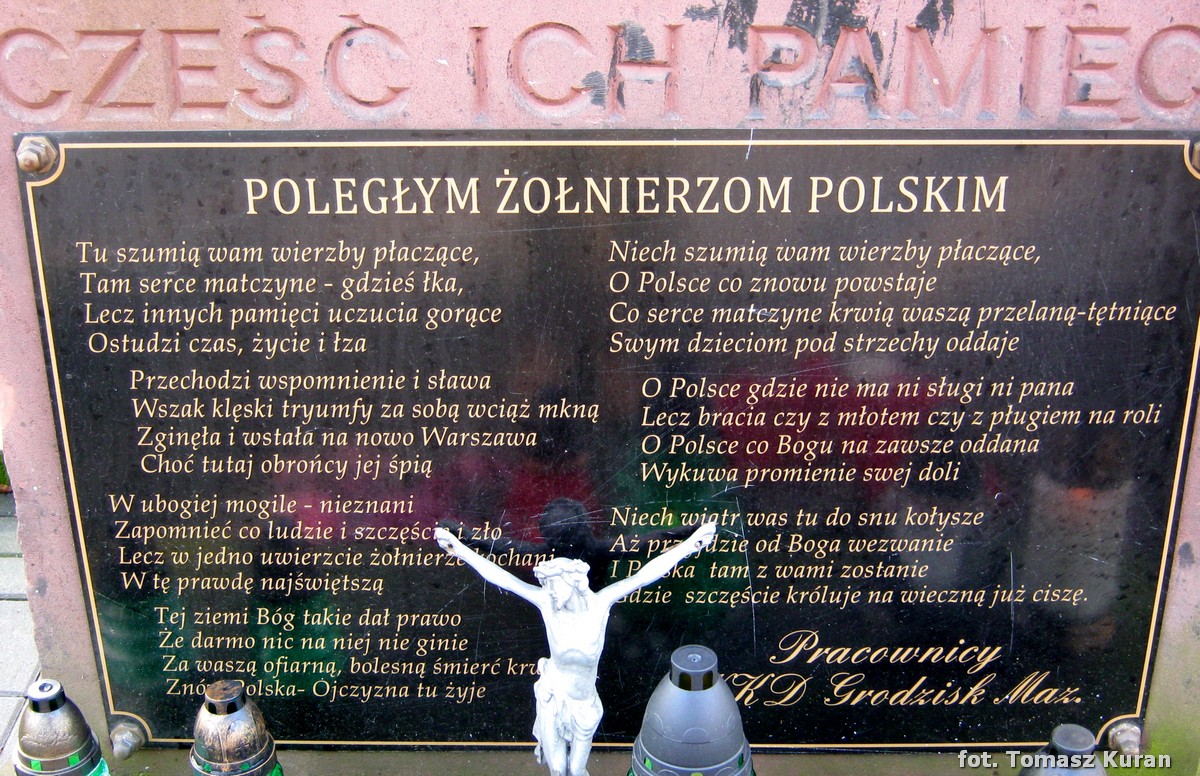 CZEŚĆ ICH PAMIĘC
POLEGŁYM ŻOŁNIERZOM POLSKIM
Tu szumią wam wierzby płaczące,
Tam serce matczyne - gdzieś łka,
Lecz innych pamięci uczucia gorące
Ostudzi czas, życie i łza
Przechodzi wspomnienie i sława
Wszak klęski tryumfy za sobą wciąż mkną
Zginęła i wstała na nowo Warszawa
Choć tutaj obrońcy jej śpią
W ubogiej mogile - nieznani
Zapomnieć co ludzie i szczęście i zło
Lecz w jedno uwierzcie żołnierze kochani
W tę prawdę najświętszą
Tej ziemi Bóg takie dał prawo
Że darmo nic na niej nie ginie
Za waszą ofiarną, bolesną śmierć
Znów Polska- Ojczyzna tu żyje
Niech szumią wam wierzby płaczące,
O Polsce co znowu powstaje
Co serce matczyne krwią waszą przelaną-tętniące
Swym dzieciom pod strzechy oddaje
O Polsce gdzie nie ma ni sługi ni pana
Lecz bracia czy z młotem czy z pługiem na roli
O Polsce co Bogu na zawsze oddana
Wykuwa promienie swej doli
Niech wiatr was tu do snu kołysze
Aż przyjdzie od Boga wezwanie
I Polska tam z wami zostanie
Gdzie szczęście króluje na wieczną już ciszę.
Pracownicy
Grodzisk Maz.
fot. Tomasz Kuran